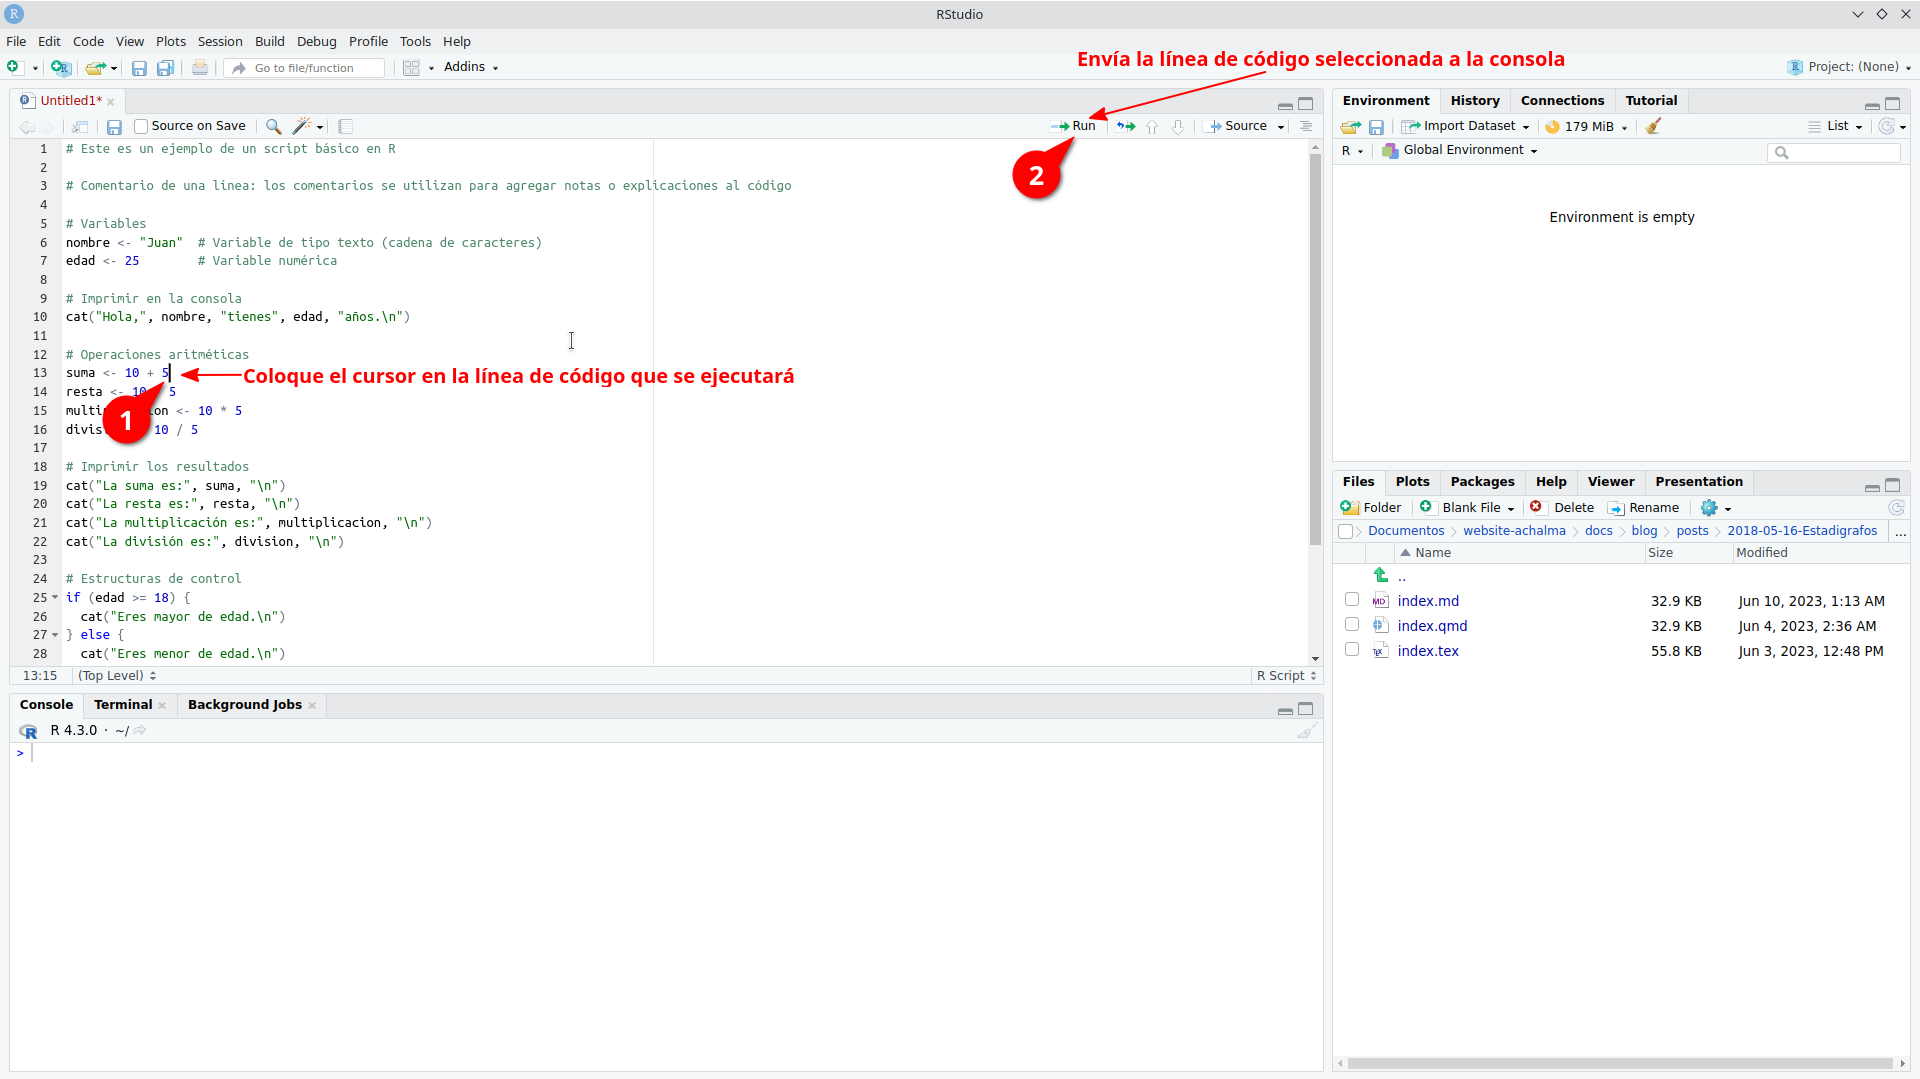 RStudio
File Edit Code View Plots Session Build Debug Profile Tools Help
Go to file/function Addins Project: (None)
Envía la línea de código seleccionada a la consola
Untitled1*
Source on Save Run Source
1 # Este es un ejemplo de un script básico en R
2
3 # Comentario de una línea: los comentarios se utilizan para agregar notas o explicaciones al código
4
5 # Variables
6 nombre <- "Juan"  # Variable de tipo texto (cadena de caracteres)
7 edad <- 25        # Variable numérica
8
9 # Imprimir en la consola
10 cat("Hola,", nombre, "tienes", edad, "años.\n")
11
12 # Operaciones aritméticas
13 suma <- 10 + 5
Coloque el cursor en la línea de código que se ejecutará
14 resta <- 10 5
15 multi on <- 10 * 5
16 divis 10 / 5
1
2
17
18 # Imprimir los resultados
19 cat("La suma es:", suma, "\n")
20 cat("La resta es:", resta, "\n")
21 cat("La multiplicación es:", multiplicacion, "\n")
22 cat("La división es:", division, "\n")
23
24 # Estructuras de control
25 if (edad >= 18) {
26   cat("Eres mayor de edad.\n")
27 } else {
28   cat("Eres menor de edad.\n")
13:15 (Top Level) R Script
Console Terminal Background Jobs
R 4.3.0 · ~/
>
Environment History Connections Tutorial
Import Dataset 179 MiB List
R Global Environment
Environment is empty
Files Plots Packages Help Viewer Presentation
Folder Blank File Delete Rename
Documentos website-achalma docs blog posts 2018-05-16-Estadigrafos ...
Name Size Modified
..
index.md 32.9 KB Jun 10, 2023, 1:13 AM
index.qmd 32.9 KB Jun 4, 2023, 2:36 AM
index.tex 55.8 KB Jun 3, 2023, 12:48 PM